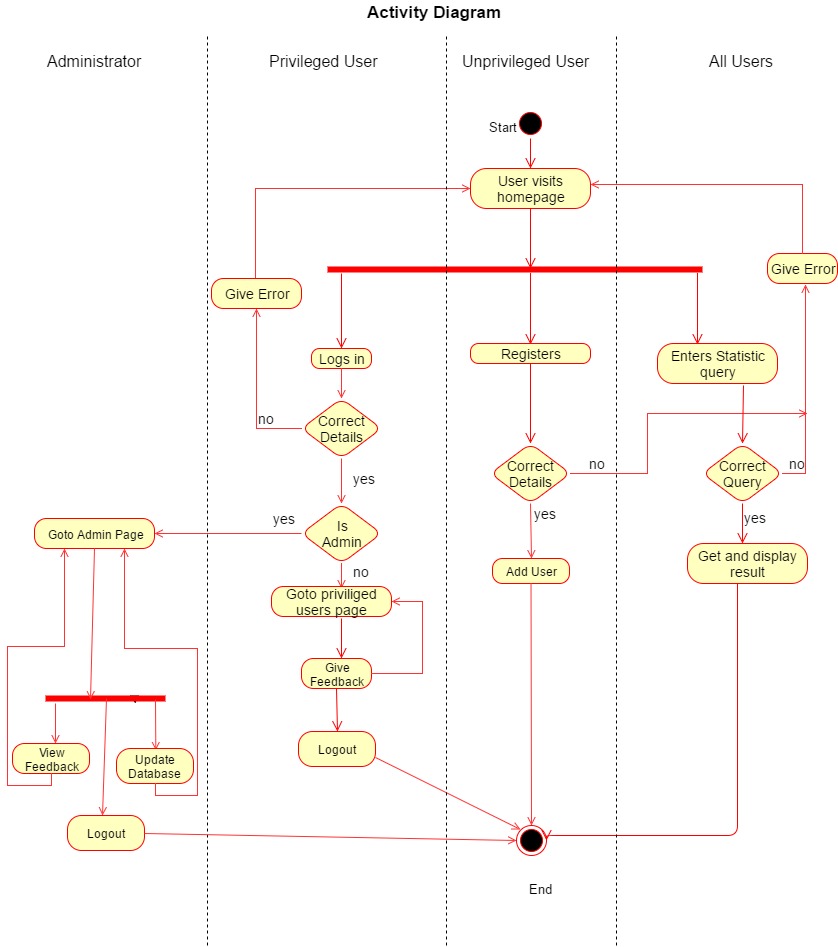 Activity Diagram
Administrator
Privileged User
Unprivileged User
All Users
Start
User visits
homepage
Give Error
Give Error
Logs in
Registers
Enters Statistic
query
no
Correct
Details
Correct
Details
no
Correct
Query
no
yes
yes
yes
Goto Admin Page
yes
Is
Admin
no
Add User
Get and display
result
Goto priviliged
users page
Give
Feedback
View
Feedback
Update
Database
Logout
Logout
End